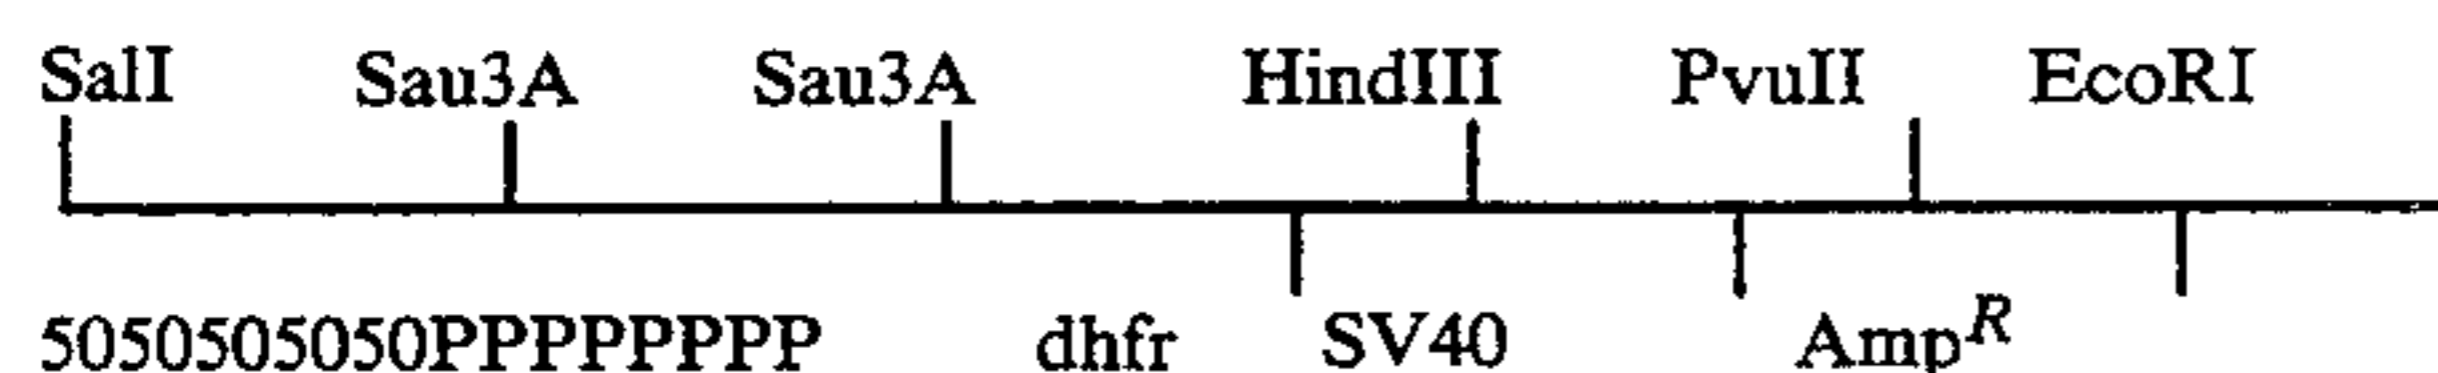 SalI Sau3A Sau3A HindIII PvuII EcoRI
5050505050PPPPPPPP dhfr SV40 Amp^R